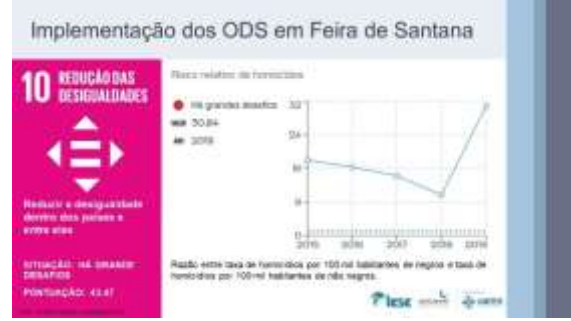 Implementação dos ODS em Feira de Santana
10 REDUÇÃO DAS
DESIGUALDADES
Reduzir a desigualdade
dentro dos países e
entre eles
SITUAÇÃO: HÁ GRANDES
DESAFIOS
PONTUAÇÃO: 43.47
Risco relativo de homicídios
Há grandes desafios
30.84
2019
32
24
16
8
0
2015 2016 2017 2018 2019
Razão entre taxa de homicídios por 100 mil habitantes de negros e taxa de
homicídios por 100 mil habitantes de não negros.